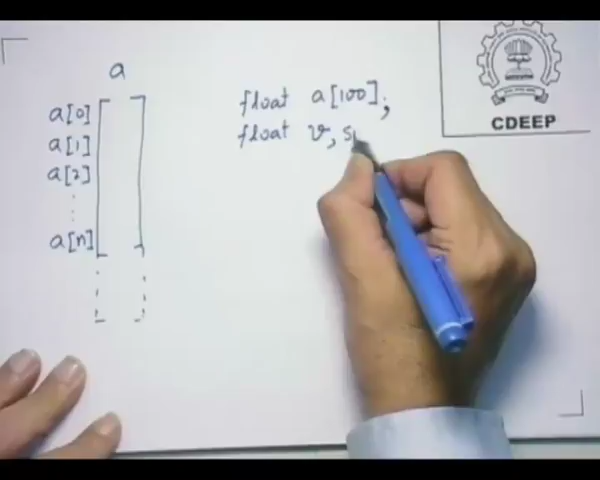 a
a[0]
a[1]
a[2]
a[n]
float a[100];
float v, s
CDEEP